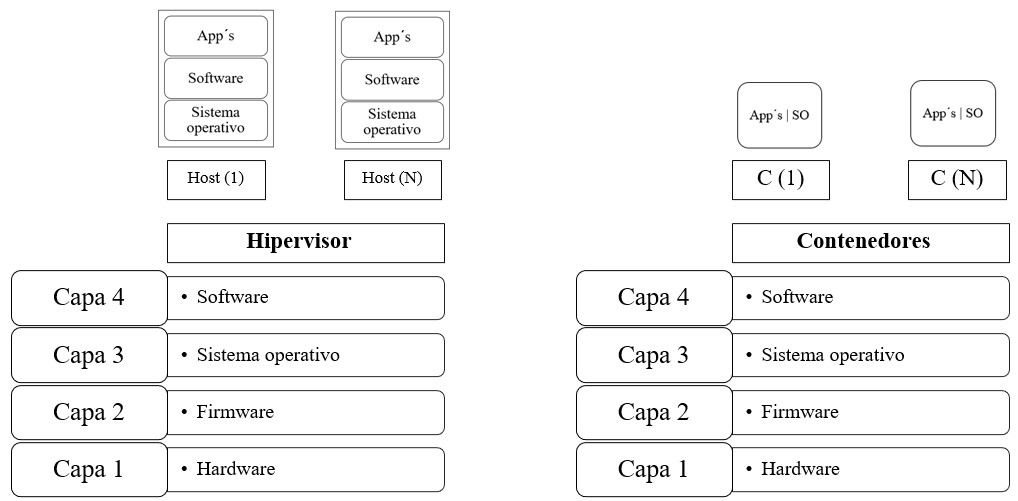 App´s
Software
Sistema
operativo
Host (1)
App´s
Software
Sistema
operativo
Host (N)
Hipervisor
Capa 4
• Software
Capa 3
• Sistema operativo
Capa 2
• Firmware
Capa 1
• Hardware
App´s | SO
C (1)
App´s | SO
C (N)
Contenedores
Capa 4
• Software
Capa 3
• Sistema operativo
Capa 2
• Firmware
Capa 1
• Hardware